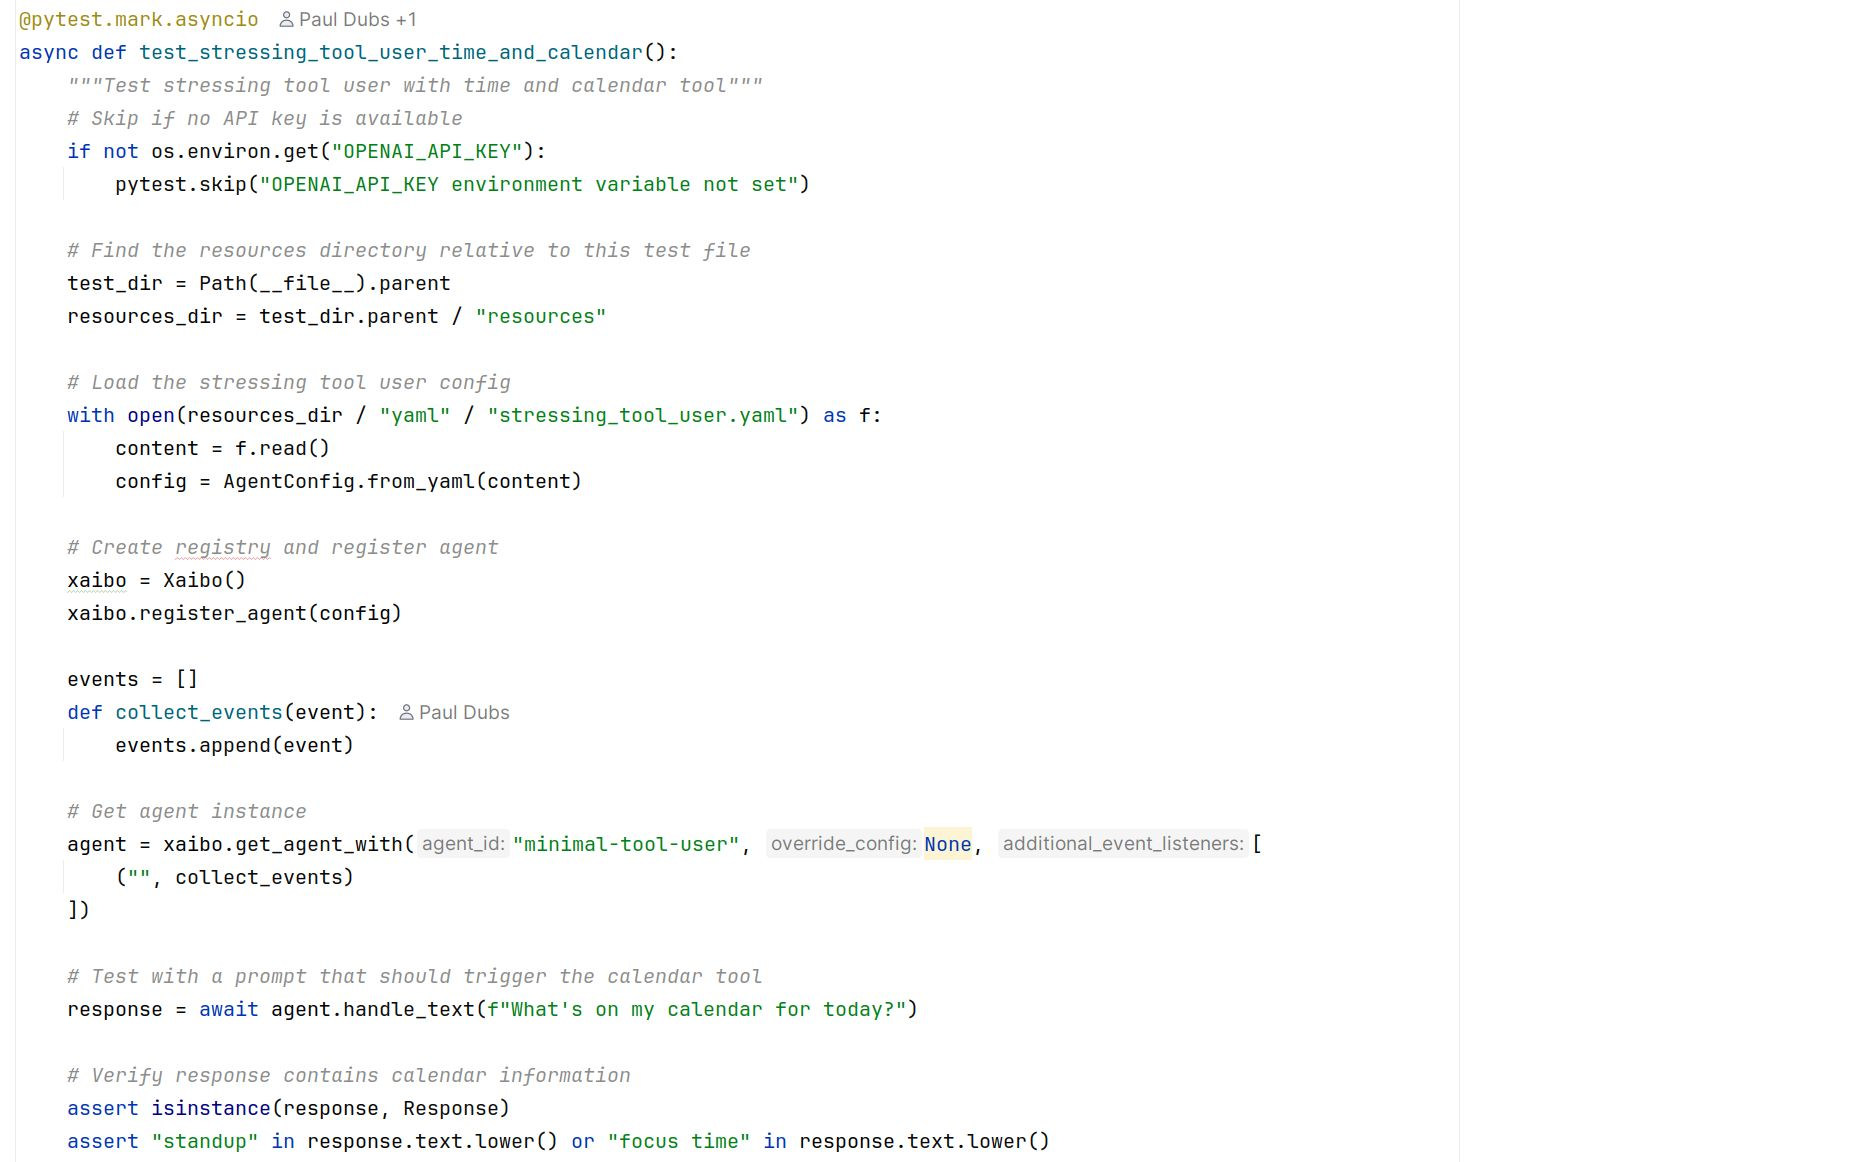 @pytest.mark.asyncio Paul Dubs +1
async def test_stressing_tool_user_time_and_calendar():
    """Test stressing tool user with time and calendar tool"""
    # Skip if no API key is available
    if not os.environ.get("OPENAI_API_KEY"):
        pytest.skip("OPENAI_API_KEY environment variable not set")

    # Find the resources directory relative to this test file
    test_dir = Path(__file__).parent
    resources_dir = test_dir.parent / "resources"

    # Load the stressing tool user config
    with open(resources_dir / "yaml" / "stressing_tool_user.yaml") as f:
        content = f.read()
        config = AgentConfig.from_yaml(content)

    # Create registry and register agent
    xaibo = Xaibo()
    xaibo.register_agent(config)

    events = []
    def collect_events(event): Paul Dubs
        events.append(event)

    # Get agent instance
    agent = xaibo.get_agent_with( agent_id: "minimal-tool-user", override_config: None, additional_event_listeners: [
        ("", collect_events)
    ])

    # Test with a prompt that should trigger the calendar tool
    response = await agent.handle_text(f"What's on my calendar for today?")

    # Verify response contains calendar information
    assert isinstance(response, Response)
    assert "standup" in response.text.lower() or "focus time" in response.text.lower()